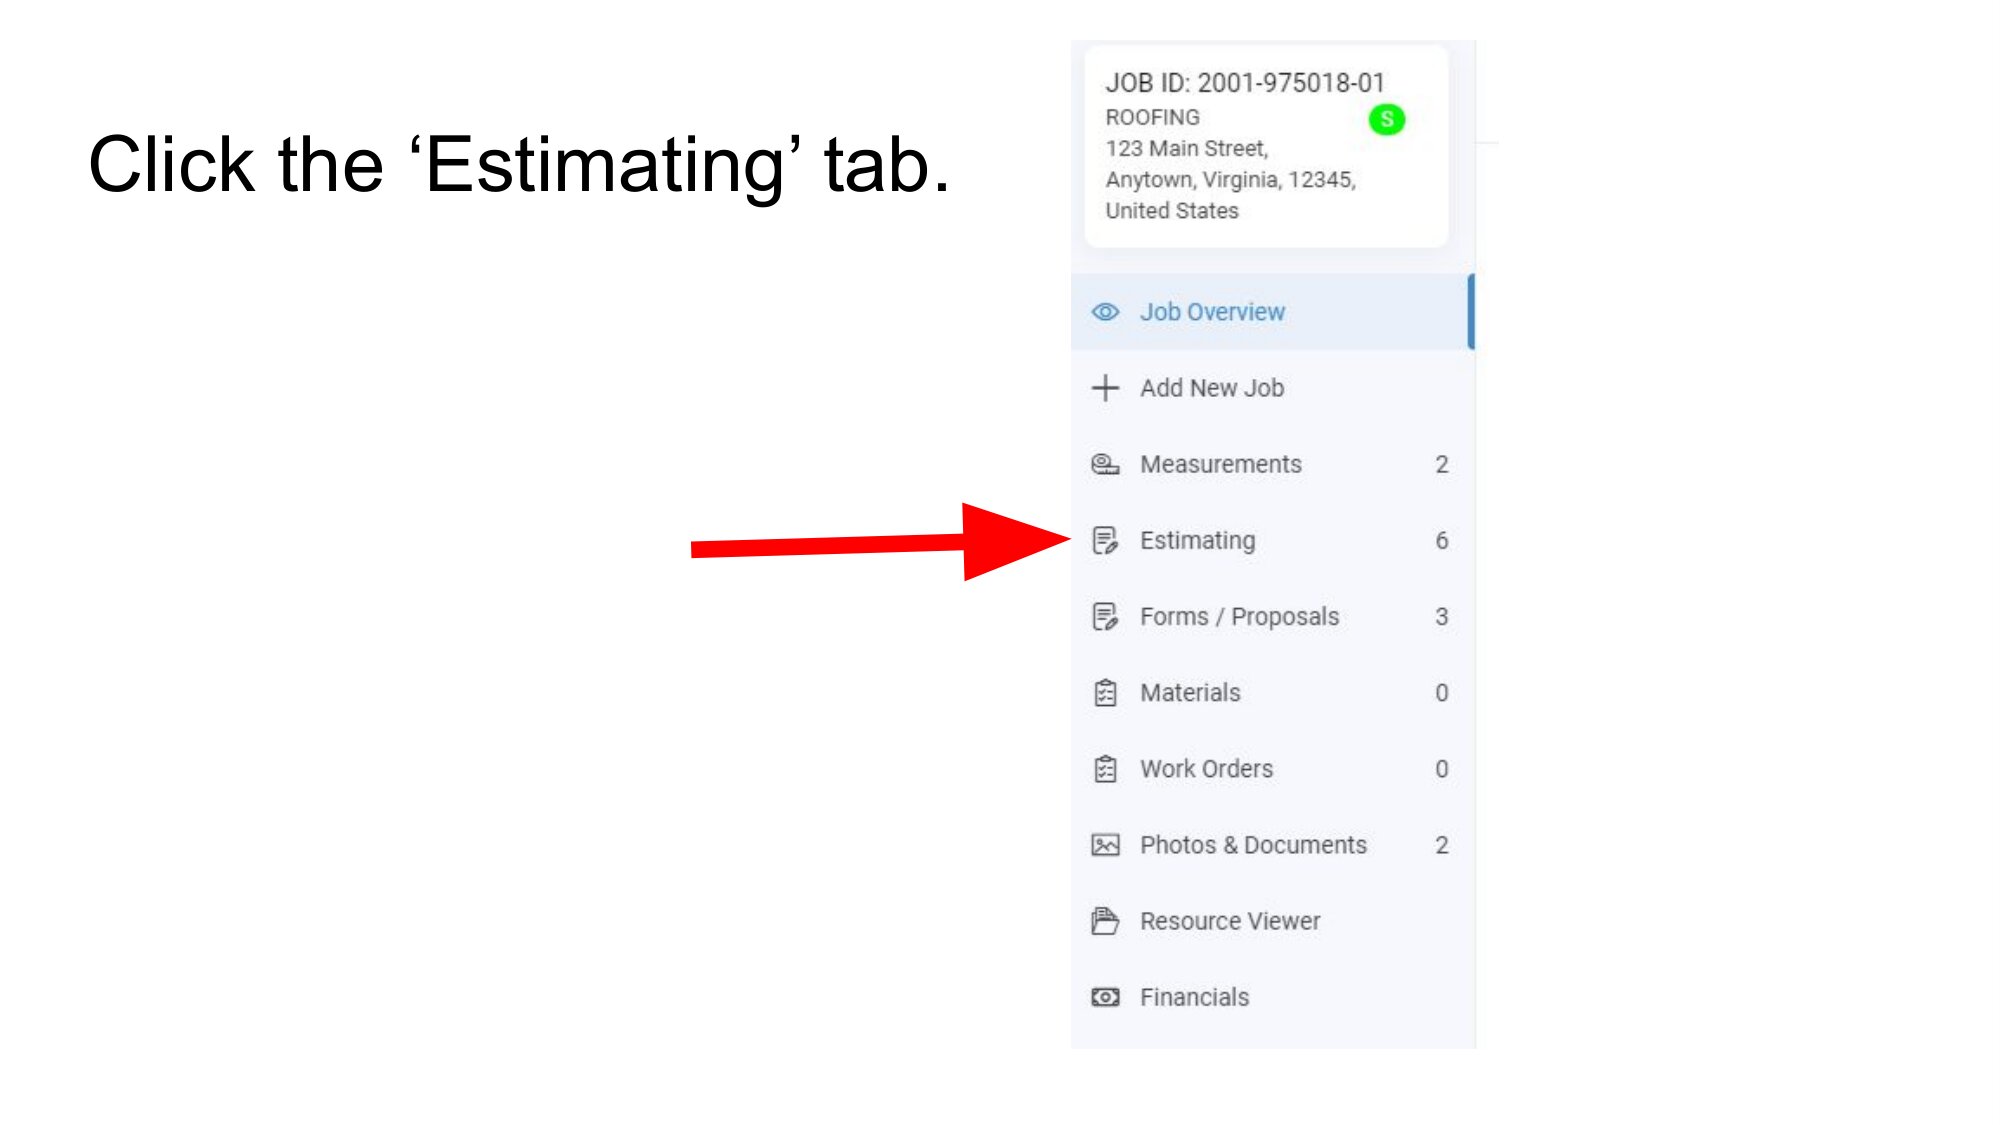 Click the ‘Estimating’ tab.
JOB ID: 2001-975018-01
ROOFING
S
123 Main Street,
Anytown, Virginia, 12345,
United States
Job Overview
Add New Job
Measurements 2
Estimating 6
Forms / Proposals 3
Materials 0
Work Orders 0
Photos & Documents 2
Resource Viewer
Financials